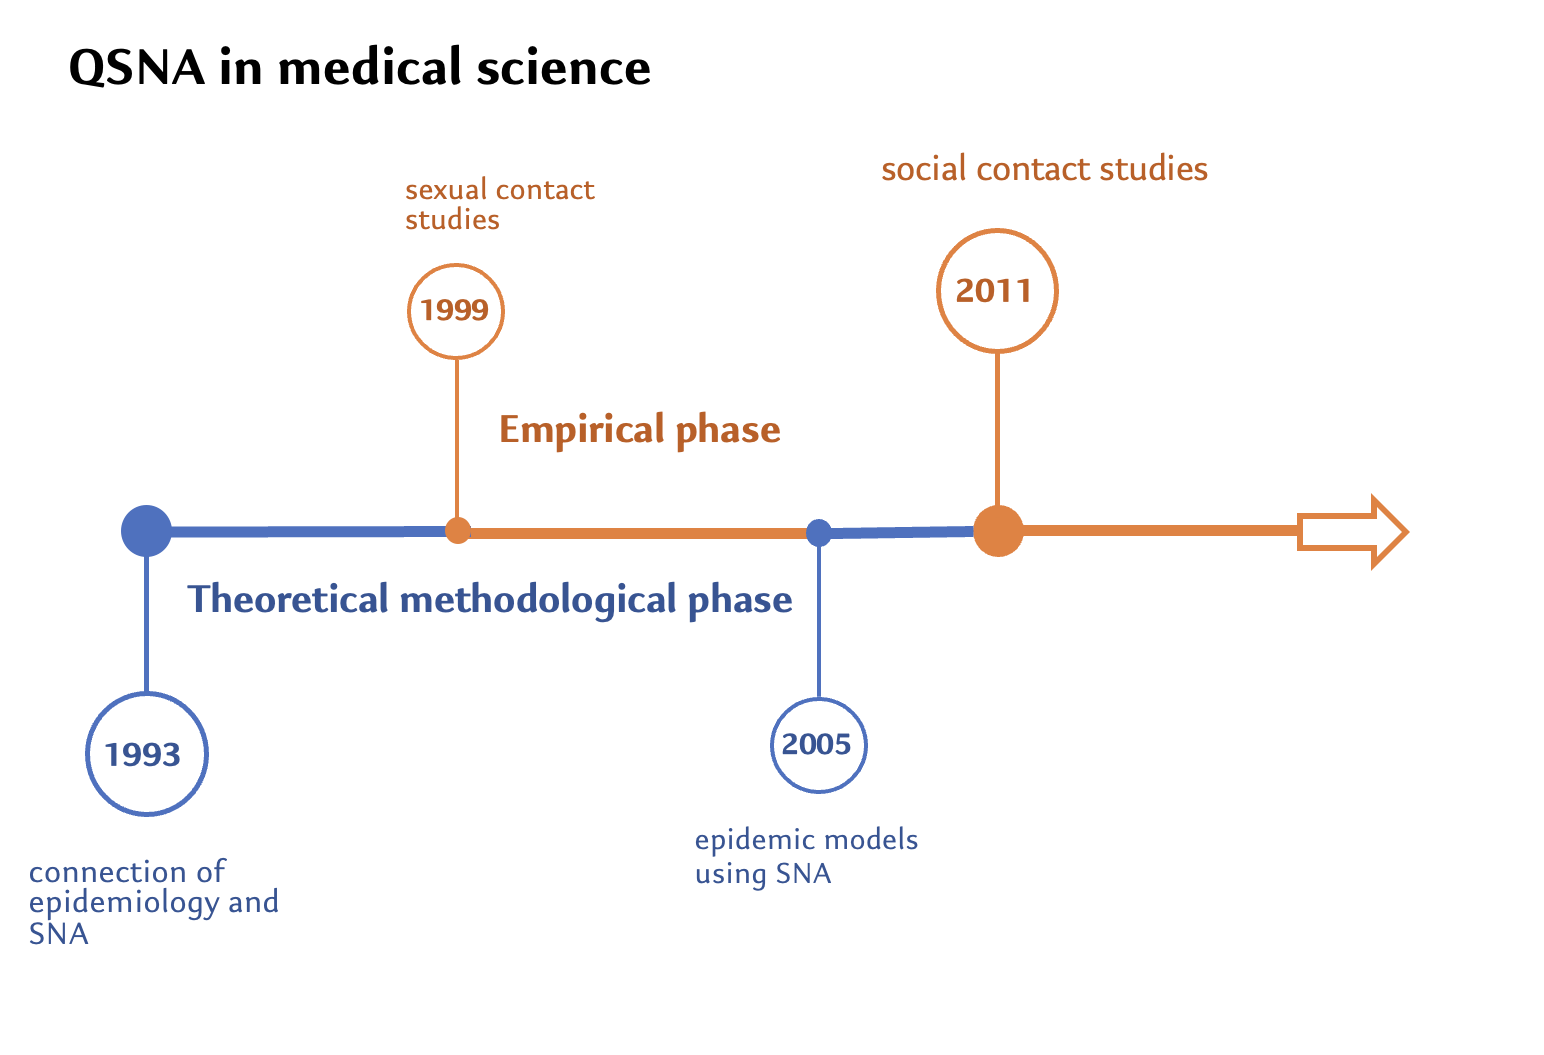 QSNA in medical science
social contact studies
sexual contact
studies
2011
1999
Empirical phase
Theoretical methodological phase
2005
1993
epidemic models
using SNA
connection of
epidemiology and
SNA